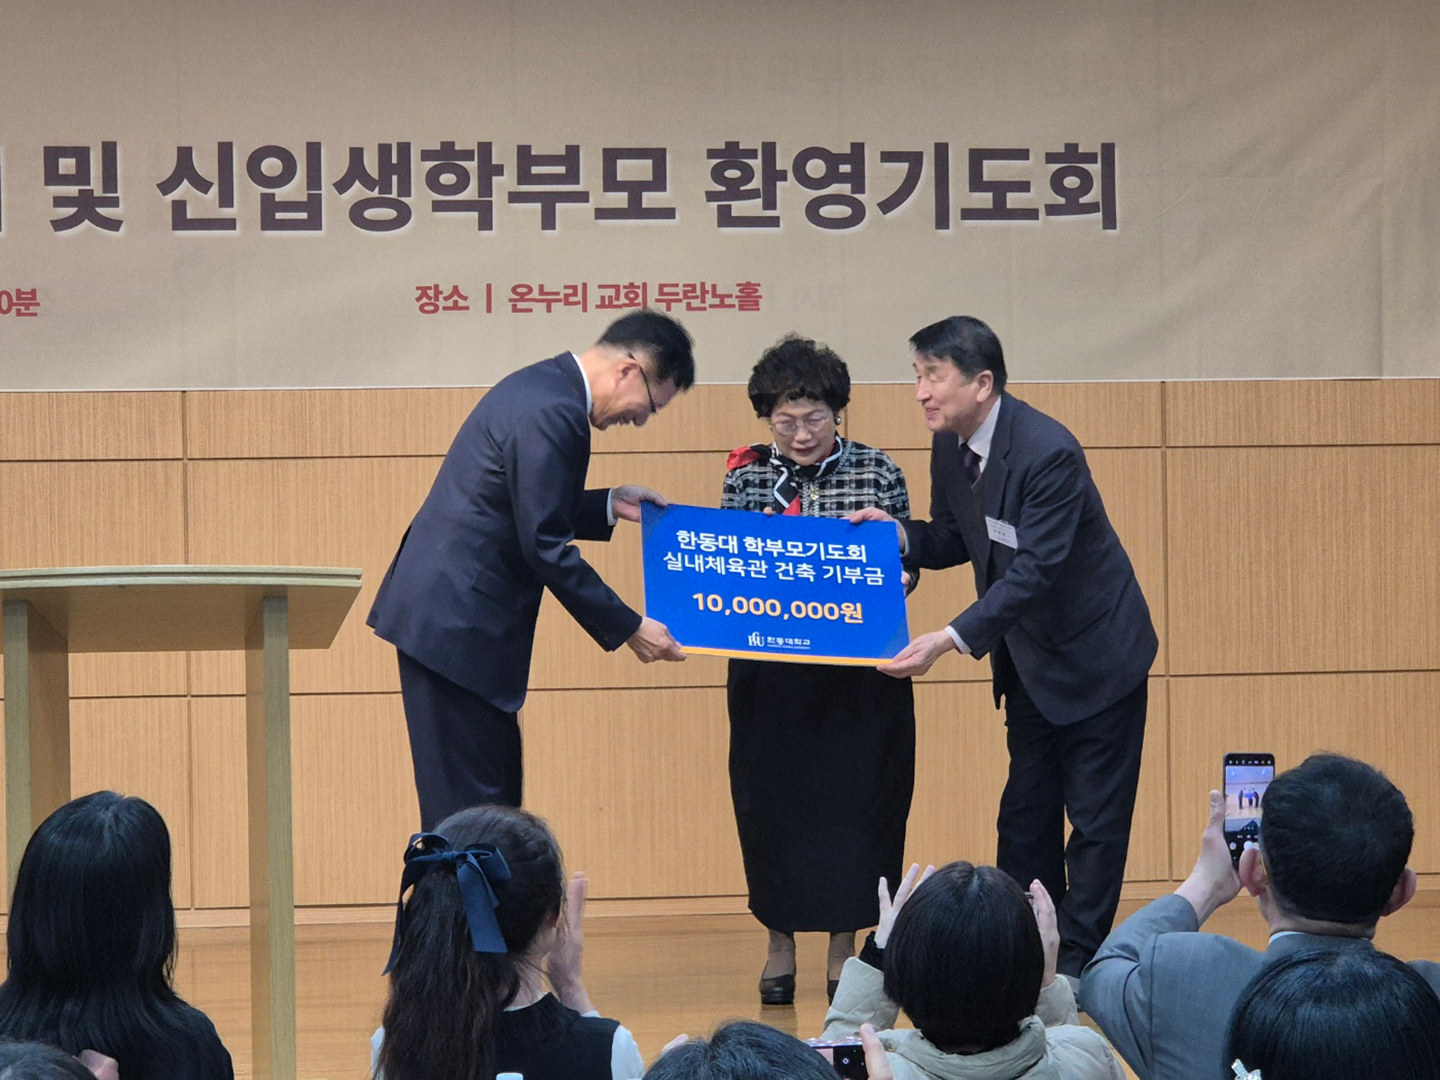 및 신입생학부모 환영기도회
0분
장소 | 온누리 교회 두란노홀
한동대 학부모기도회
실내체육관 건축 기부금
10,000,000원
HGU 한동대학교